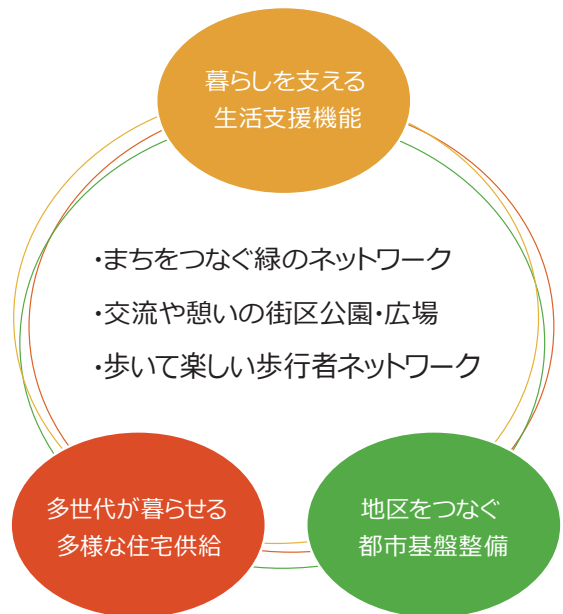 暮らしを支える
生活支援機能
・まちをつなぐ緑のネットワーク
・交流や憩いの街区公園・広場
・歩いて楽しい歩行者ネットワーク
多世代が暮らせる
多様な住宅供給
地区をつなぐ
都市基盤整備